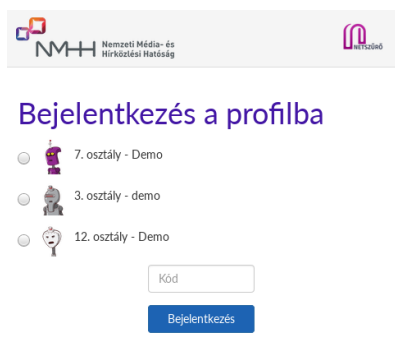 NMHH Nemzeti Média- és
Hírközlési Hatóság
NETSZŰRŐ
Bejelentkezés a profilba
7. osztály - Demo
3. osztály - demo
12. osztály - Demo
Kód
Bejelentkezés